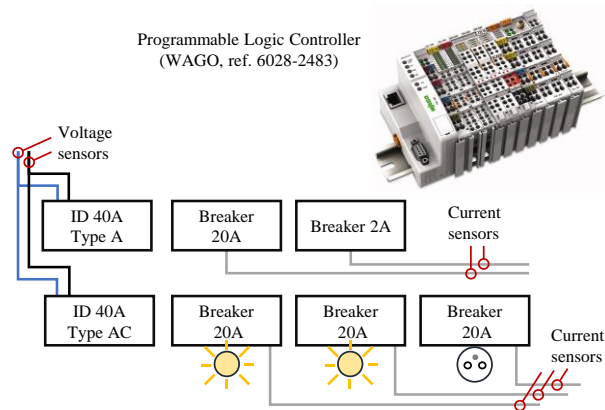 Programmable Logic Controller
(WAGO, ref. 6028-2483)
Voltage
sensors
ID 40A
Type A
Breaker
20A
Breaker 2A
Current
sensors
ID 40A
Type AC
Breaker
20A
Breaker
20A
Breaker
20A
Current
sensors